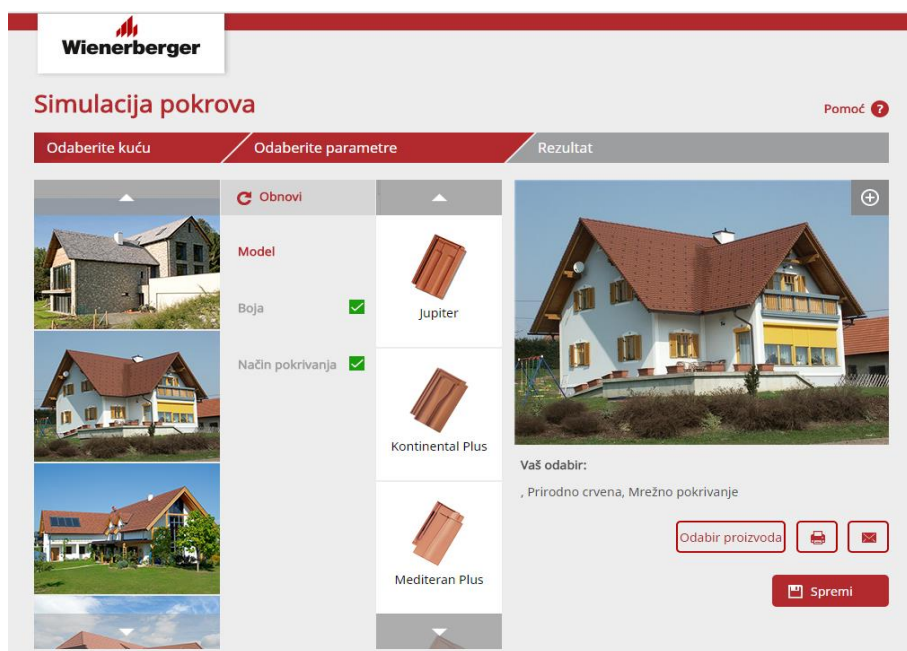 Wienerberger
Simulacija pokrova
Pomoć ?
Odaberite kuću
Odaberite parametre
Rezultat
Obnovi
Model
Boja
Način pokrivanja
Jupiter
Kontinental Plus
Mediteran Plus
Vaš odabir:
, Prirodno crvena, Mrežno pokrivanje
Odabir proizvoda
Spremi